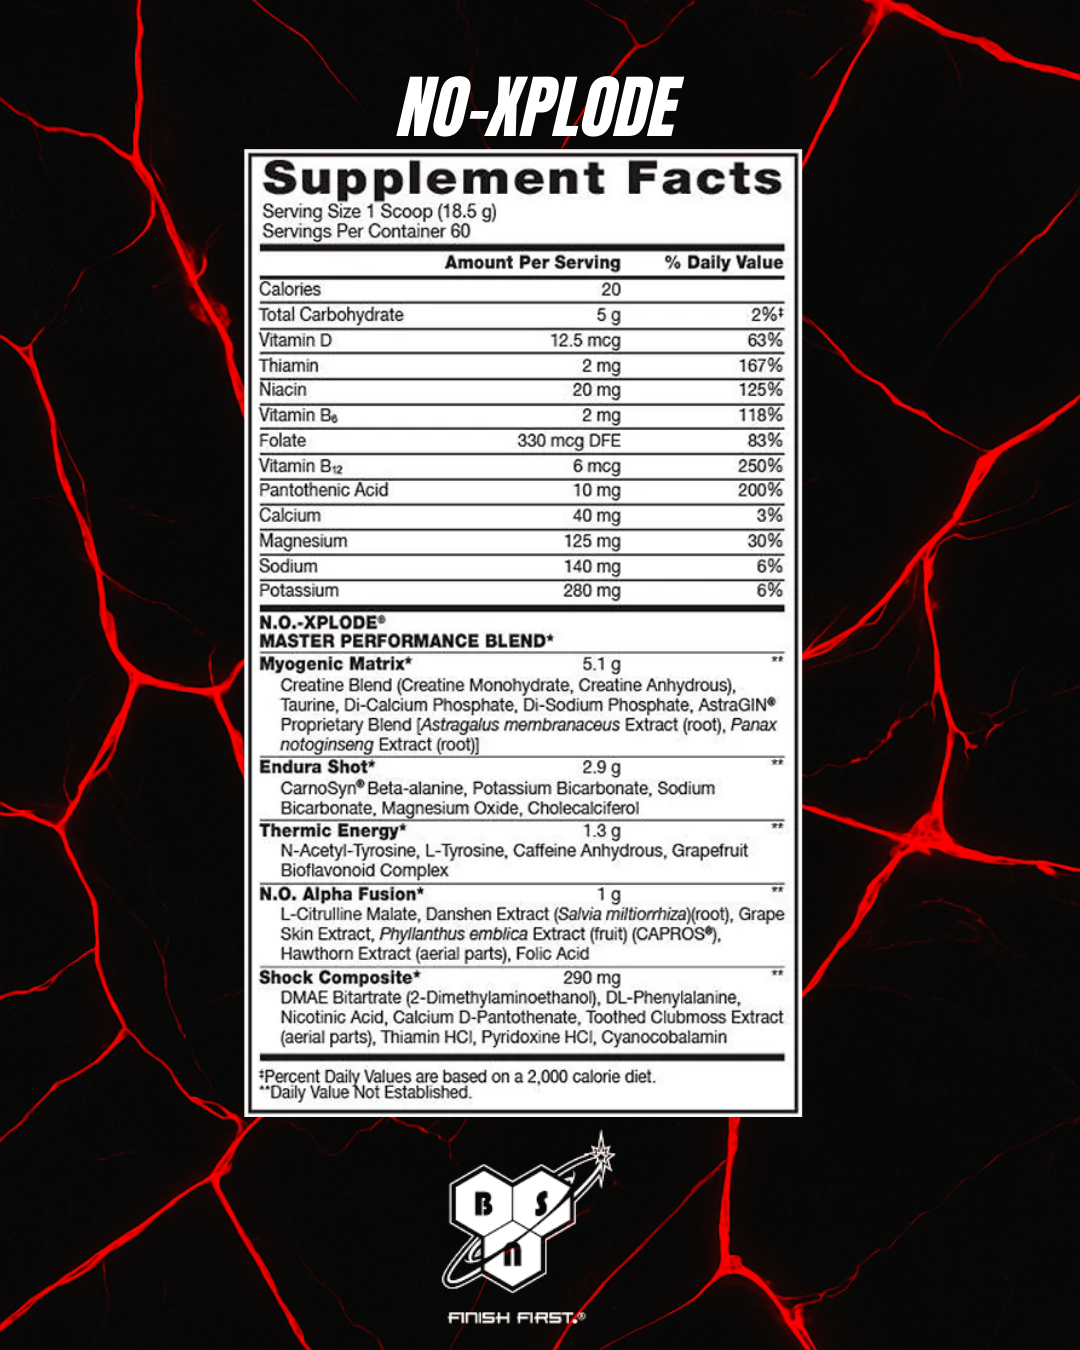 NO-XPLODE
Supplement Facts
Serving Size 1 Scoop (18.5 g)
Servings Per Container 60
Amount Per Serving % Daily Value
Calories 20
Total Carbohydrate 5 g 2%‡
Vitamin D 12.5 mcg 63%
Thiamin 2 mg 167%
Niacin 20 mg 125%
Vitamin B₆ 2 mg 118%
Folate 330 mcg DFE 83%
Vitamin B₁₂ 6 mcg 250%
Pantothenic Acid 10 mg 200%
Calcium 40 mg 3%
Magnesium 125 mg 30%
Sodium 140 mg 6%
Potassium 280 mg 6%
N.O.-XPLODE®
MASTER PERFORMANCE BLEND*
Myogenic Matrix* 5.1 g **
Creatine Blend (Creatine Monohydrate, Creatine Anhydrous),
Taurine, Di-Calcium Phosphate, Di-Sodium Phosphate, AstraGIN®
Proprietary Blend [Astragalus membranaceus Extract (root), Panax
notoginseng Extract (root)]
Endura Shot* 2.9 g **
CarnoSyn® Beta-alanine, Potassium Bicarbonate, Sodium
Bicarbonate, Magnesium Oxide, Cholecalciferol
Thermic Energy* 1.3 g **
N-Acetyl-Tyrosine, L-Tyrosine, Caffeine Anhydrous, Grapefruit
Bioflavonoid Complex
N.O. Alpha Fusion* 1 g **
L-Citrulline Malate, Danshen Extract (Salvia miltiorrhiza)(root), Grape
Skin Extract, Phyllanthus emblica Extract (fruit) (CAPROS®),
Hawthorn Extract (aerial parts), Folic Acid
Shock Composite* 290 mg **
DMAE Bitartrate (2-Dimethylaminoethanol), DL-Phenylalanine,
Nicotinic Acid, Calcium D-Pantothenate, Toothed Clubmoss Extract
(aerial parts), Thiamin HCl, Pyridoxine HCl, Cyanocobalamin
‡Percent Daily Values are based on a 2,000 calorie diet.
**Daily Value Not Established.
B S
n
FINISH FIRST.®